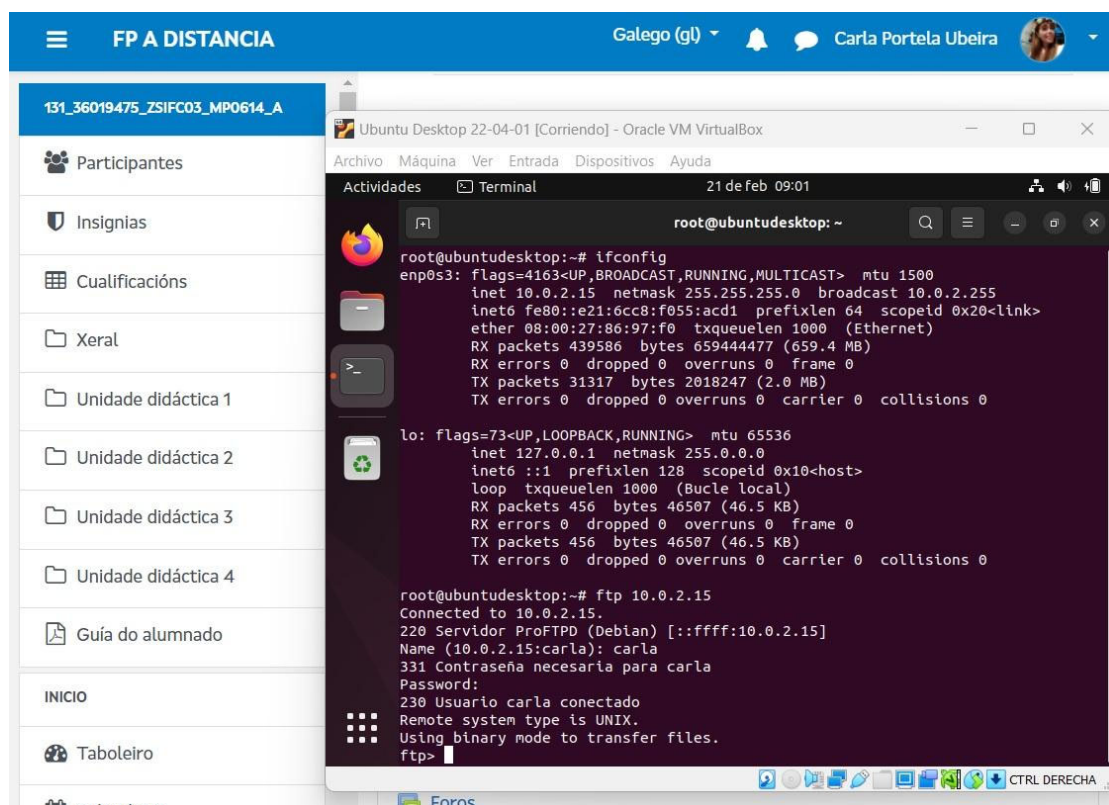 FP A DISTANCIA
Galego (gl)
Carla Portela Ubeira
131_36019475_ZSIFC03_MP0614_A
Participantes
Insignias
Cualificacións
Xeral
Unidade didáctica 1
Unidade didáctica 2
Unidade didáctica 3
Unidade didáctica 4
Guía do alumnado
INICIO
Taboleiro
Ubuntu Desktop 22-04-01 [Corriendo] - Oracle VM VirtualBox
Archivo Máquina Ver Entrada Dispositivos Ayuda
Actividades Terminal 21 de feb 09:01
root@ubuntudesktop: ~
root@ubuntudesktop:~# ifconfig
enp0s3: flags=4163<UP,BROADCAST,RUNNING,MULTICAST> mtu 1500
inet 10.0.2.15 netmask 255.255.255.0 broadcast 10.0.2.255
inet6 fe80::e21:6cc8:f055:acd1 prefixlen 64 scopeid 0x20<link>
ether 08:00:27:86:97:f0 txqueuelen 1000 (Ethernet)
RX packets 439586 bytes 659444477 (659.4 MB)
RX errors 0 dropped 0 overruns 0 frame 0
TX packets 31317 bytes 2018247 (2.0 MB)
TX errors 0 dropped 0 overruns 0 carrier 0 collisions 0
lo: flags=73<UP,LOOPBACK,RUNNING> mtu 65536
inet 127.0.0.1 netmask 255.0.0.0
inet6 ::1 prefixlen 128 scopeid 0x10<host>
loop txqueuelen 1000 (Bucle local)
RX packets 456 bytes 46507 (46.5 KB)
RX errors 0 dropped 0 overruns 0 frame 0
TX packets 456 bytes 46507 (46.5 KB)
TX errors 0 dropped 0 overruns 0 carrier 0 collisions 0
root@ubuntudesktop:~# ftp 10.0.2.15
Connected to 10.0.2.15.
220 Servidor ProFTPD (Debian) [::ffff:10.0.2.15]
Name (10.0.2.15:carla): carla
331 Contraseña necesaria para carla
Password:
230 Usuario carla conectado
Remote system type is UNIX.
Using binary mode to transfer files.
ftp>
CTRL DERECHA
Foros